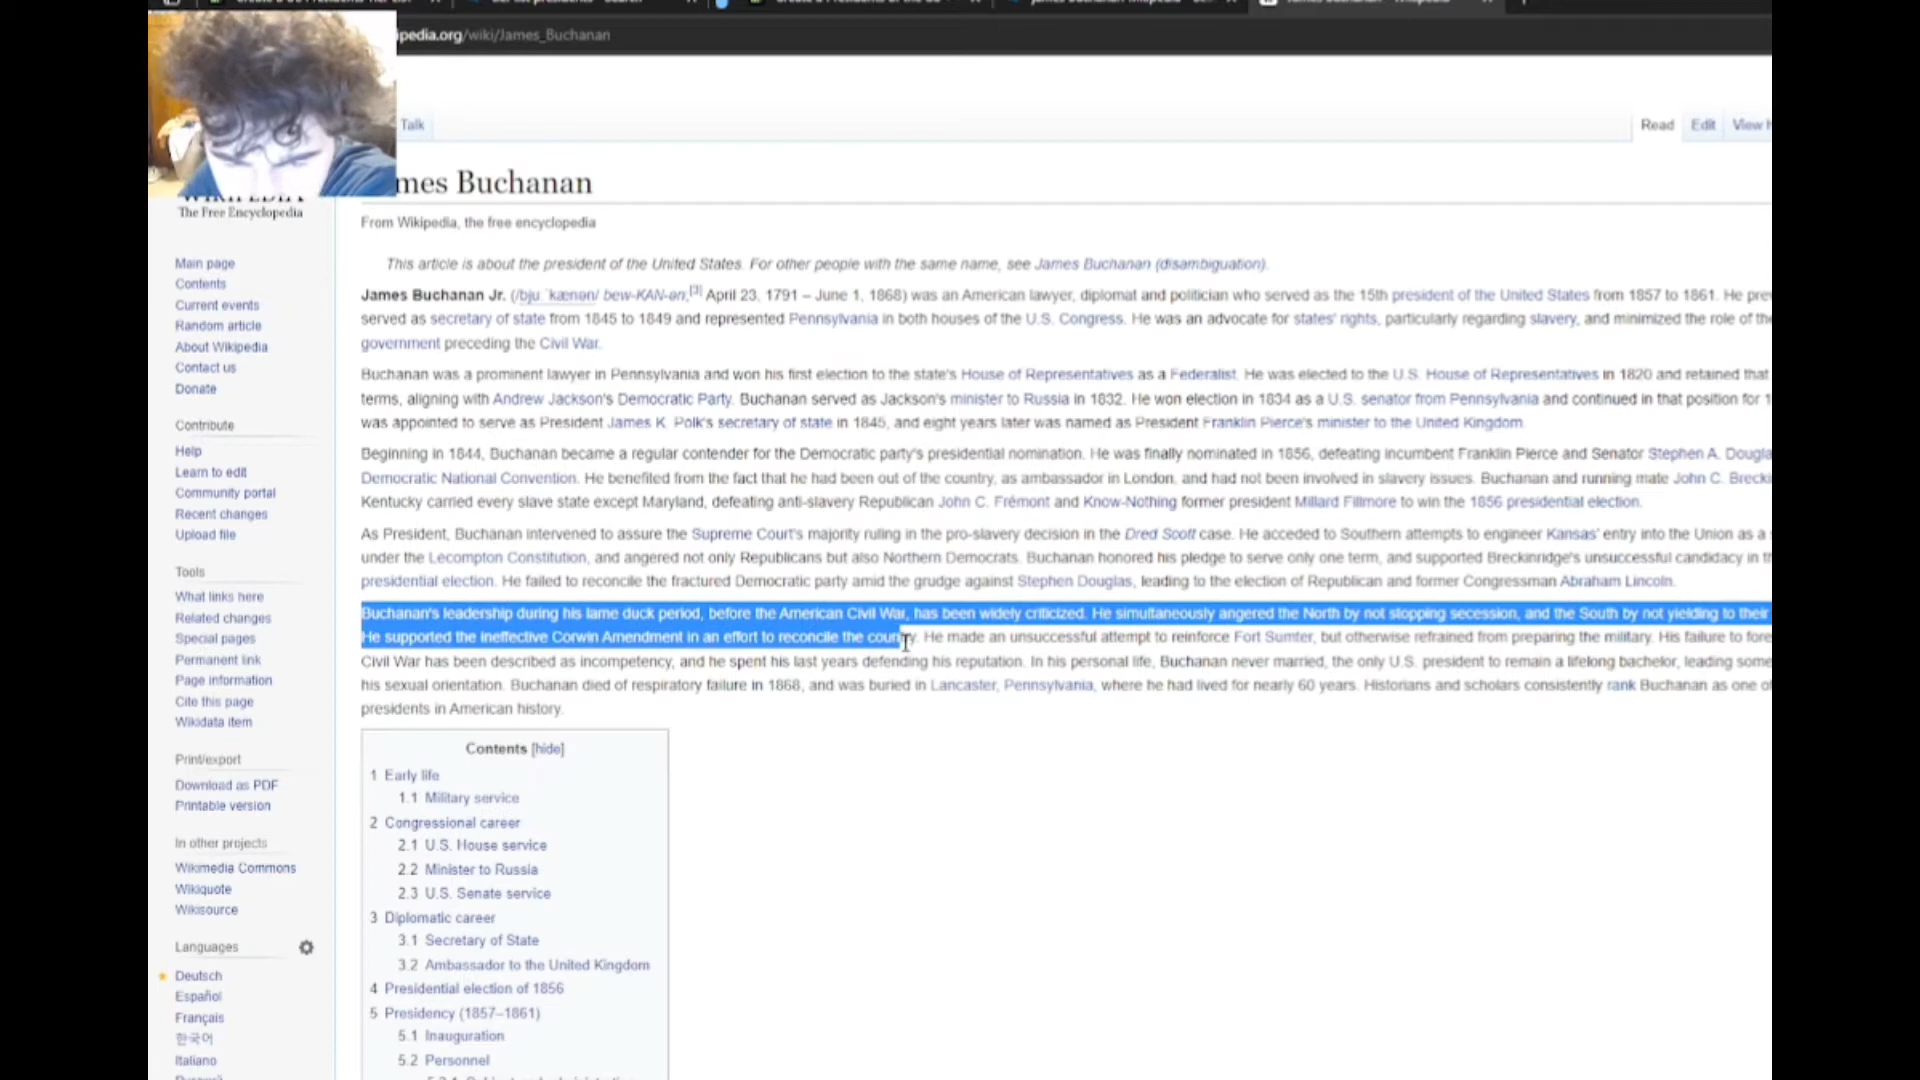 ipedia.org/wiki/James_Buchanan
Talk
Read
Edit
View
mes Buchanan
The Free Encyclopedia
From Wikipedia, the free encyclopedia
Main page
Contents
Current events
Random article
About Wikipedia
Contact us
Donate
Contribute
Help
Learn to edit
Community portal
Recent changes
Upload file
Tools
What links here
Related changes
Special pages
Permanent link
Page information
Cite this page
Wikidata item
Print/export
Download as PDF
Printable version
In other projects
Wikimedia Commons
Wikiquote
Wikisource
Languages
Deutsch
Español
Français
한국어
Italiano
This article is about the president of the United States. For other people with the same name, see James Buchanan (disambiguation).
James Buchanan Jr. (/bjuːˈkænən/ bew-KAN-ən;[3] April 23, 1791 – June 1, 1868) was an American lawyer, diplomat and politician who served as the 15th president of the United States from 1857 to 1861. He
served as secretary of state from 1845 to 1849 and represented Pennsylvania in both houses of the U.S. Congress. He was an advocate for states' rights, particularly regarding slavery, and minimized the role of the
government preceding the Civil War.
Buchanan was a prominent lawyer in Pennsylvania and won his first election to the state's House of Representatives as a Federalist. He was elected to the U.S. House of Representatives in 1820 and retained that
terms, aligning with Andrew Jackson's Democratic Party. Buchanan served as Jackson's minister to Russia in 1832. He won election in 1834 as a U.S. senator from Pennsylvania and continued in that position for 1
was appointed to serve as President James K. Polk's secretary of state in 1845, and eight years later was named as President Franklin Pierce's minister to the United Kingdom.
Beginning in 1844, Buchanan became a regular contender for the Democratic party's presidential nomination. He was finally nominated in 1856, defeating incumbent Franklin Pierce and Senator Stephen A. Dougla
Democratic National Convention. He benefited from the fact that he had been out of the country, as ambassador in London, and had not been involved in slavery issues. Buchanan and running mate John C. Brecki
Kentucky carried every slave state except Maryland, defeating anti-slavery Republican John C. Frémont and Know-Nothing former president Millard Fillmore to win the 1856 presidential election.
As President, Buchanan intervened to assure the Supreme Court's majority ruling in the pro-slavery decision in the Dred Scott case. He acceded to Southern attempts to engineer Kansas' entry into the Union as a
under the Lecompton Constitution, and angered not only Republicans but also Northern Democrats. Buchanan honored his pledge to serve only one term, and supported Breckinridge's unsuccessful candidacy in
presidential election. He failed to reconcile the fractured Democratic party amid the grudge against Stephen Douglas, leading to the election of Republican and former Congressman Abraham Lincoln.
Buchanan's leadership during his lame duck period, before the American Civil War, has been widely criticized. He simultaneously angered the North by not stopping secession, and the South by not yielding to their
He supported the ineffective Corwin Amendment in an effort to reconcile the country. He made an unsuccessful attempt to reinforce Fort Sumter, but otherwise refrained from preparing the military. His failure to fore
Civil War has been described as incompetency, and he spent his last years defending his reputation. In his personal life, Buchanan never married, the only U.S. president to remain a lifelong bachelor, leading some
his sexual orientation. Buchanan died of respiratory failure in 1868, and was buried in Lancaster, Pennsylvania, where he had lived for nearly 60 years. Historians and scholars consistently rank Buchanan as one of
presidents in American history.
Contents [hide]
1 Early life
1.1 Military service
2 Congressional career
2.1 U.S. House service
2.2 Minister to Russia
2.3 U.S. Senate service
3 Diplomatic career
3.1 Secretary of State
3.2 Ambassador to the United Kingdom
4 Presidential election of 1856
5 Presidency (1857–1861)
5.1 Inauguration
5.2 Personnel